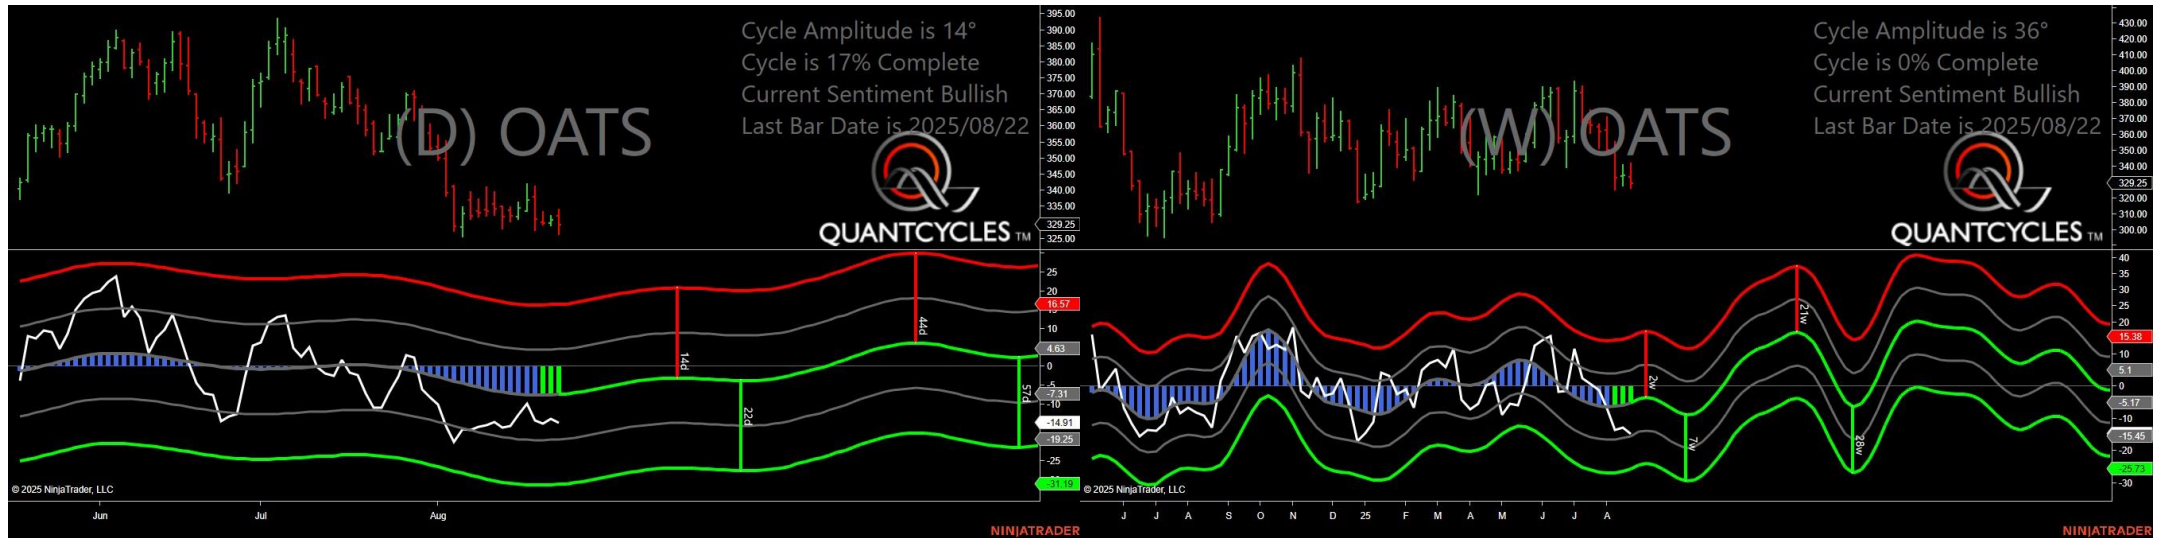 Cycle Amplitude is 14°
Cycle is 17% Complete
Current Sentiment Bullish
Last Bar Date is 2025/08/22
(D) OATS
QUANTCYCLES TM
395.00
390.00
385.00
380.00
375.00
370.00
365.00
360.00
355.00
350.00
345.00
340.00
335.00
329.25
325.00
25
20
16.57
10
4.63
0
-5
-7.31
-10
-14.91
-19.25
-25
-31.19
14d
22d
44d
57d
© 2025 NinjaTrader, LLC
Jun Jul Aug
NINJATRADER
Cycle Amplitude is 36°
Cycle is 0% Complete
Current Sentiment Bullish
Last Bar Date is 2025/08/22
(W) OATS
QUANTCYCLES TM
430.00
420.00
410.00
400.00
390.00
380.00
370.00
360.00
350.00
340.00
329.25
320.00
310.00
300.00
40
35
30
25
20
15.38
10
5.1
0
-5.17
-10
-15.45
-20
-25.73
-30
2w
7w
21w
28w
© 2025 NinjaTrader, LLC
J J A S O N D 25 F M A M J J A
NINJATRADER